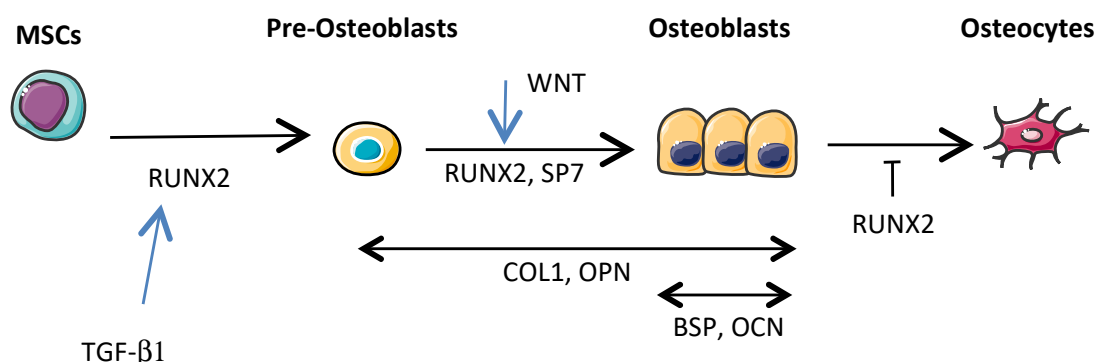 MSCs
Pre-Osteoblasts
Osteoblasts
Osteocytes
WNT
RUNX2
RUNX2, SP7
RUNX2
COL1, OPN
BSP, OCN
TGF-β1